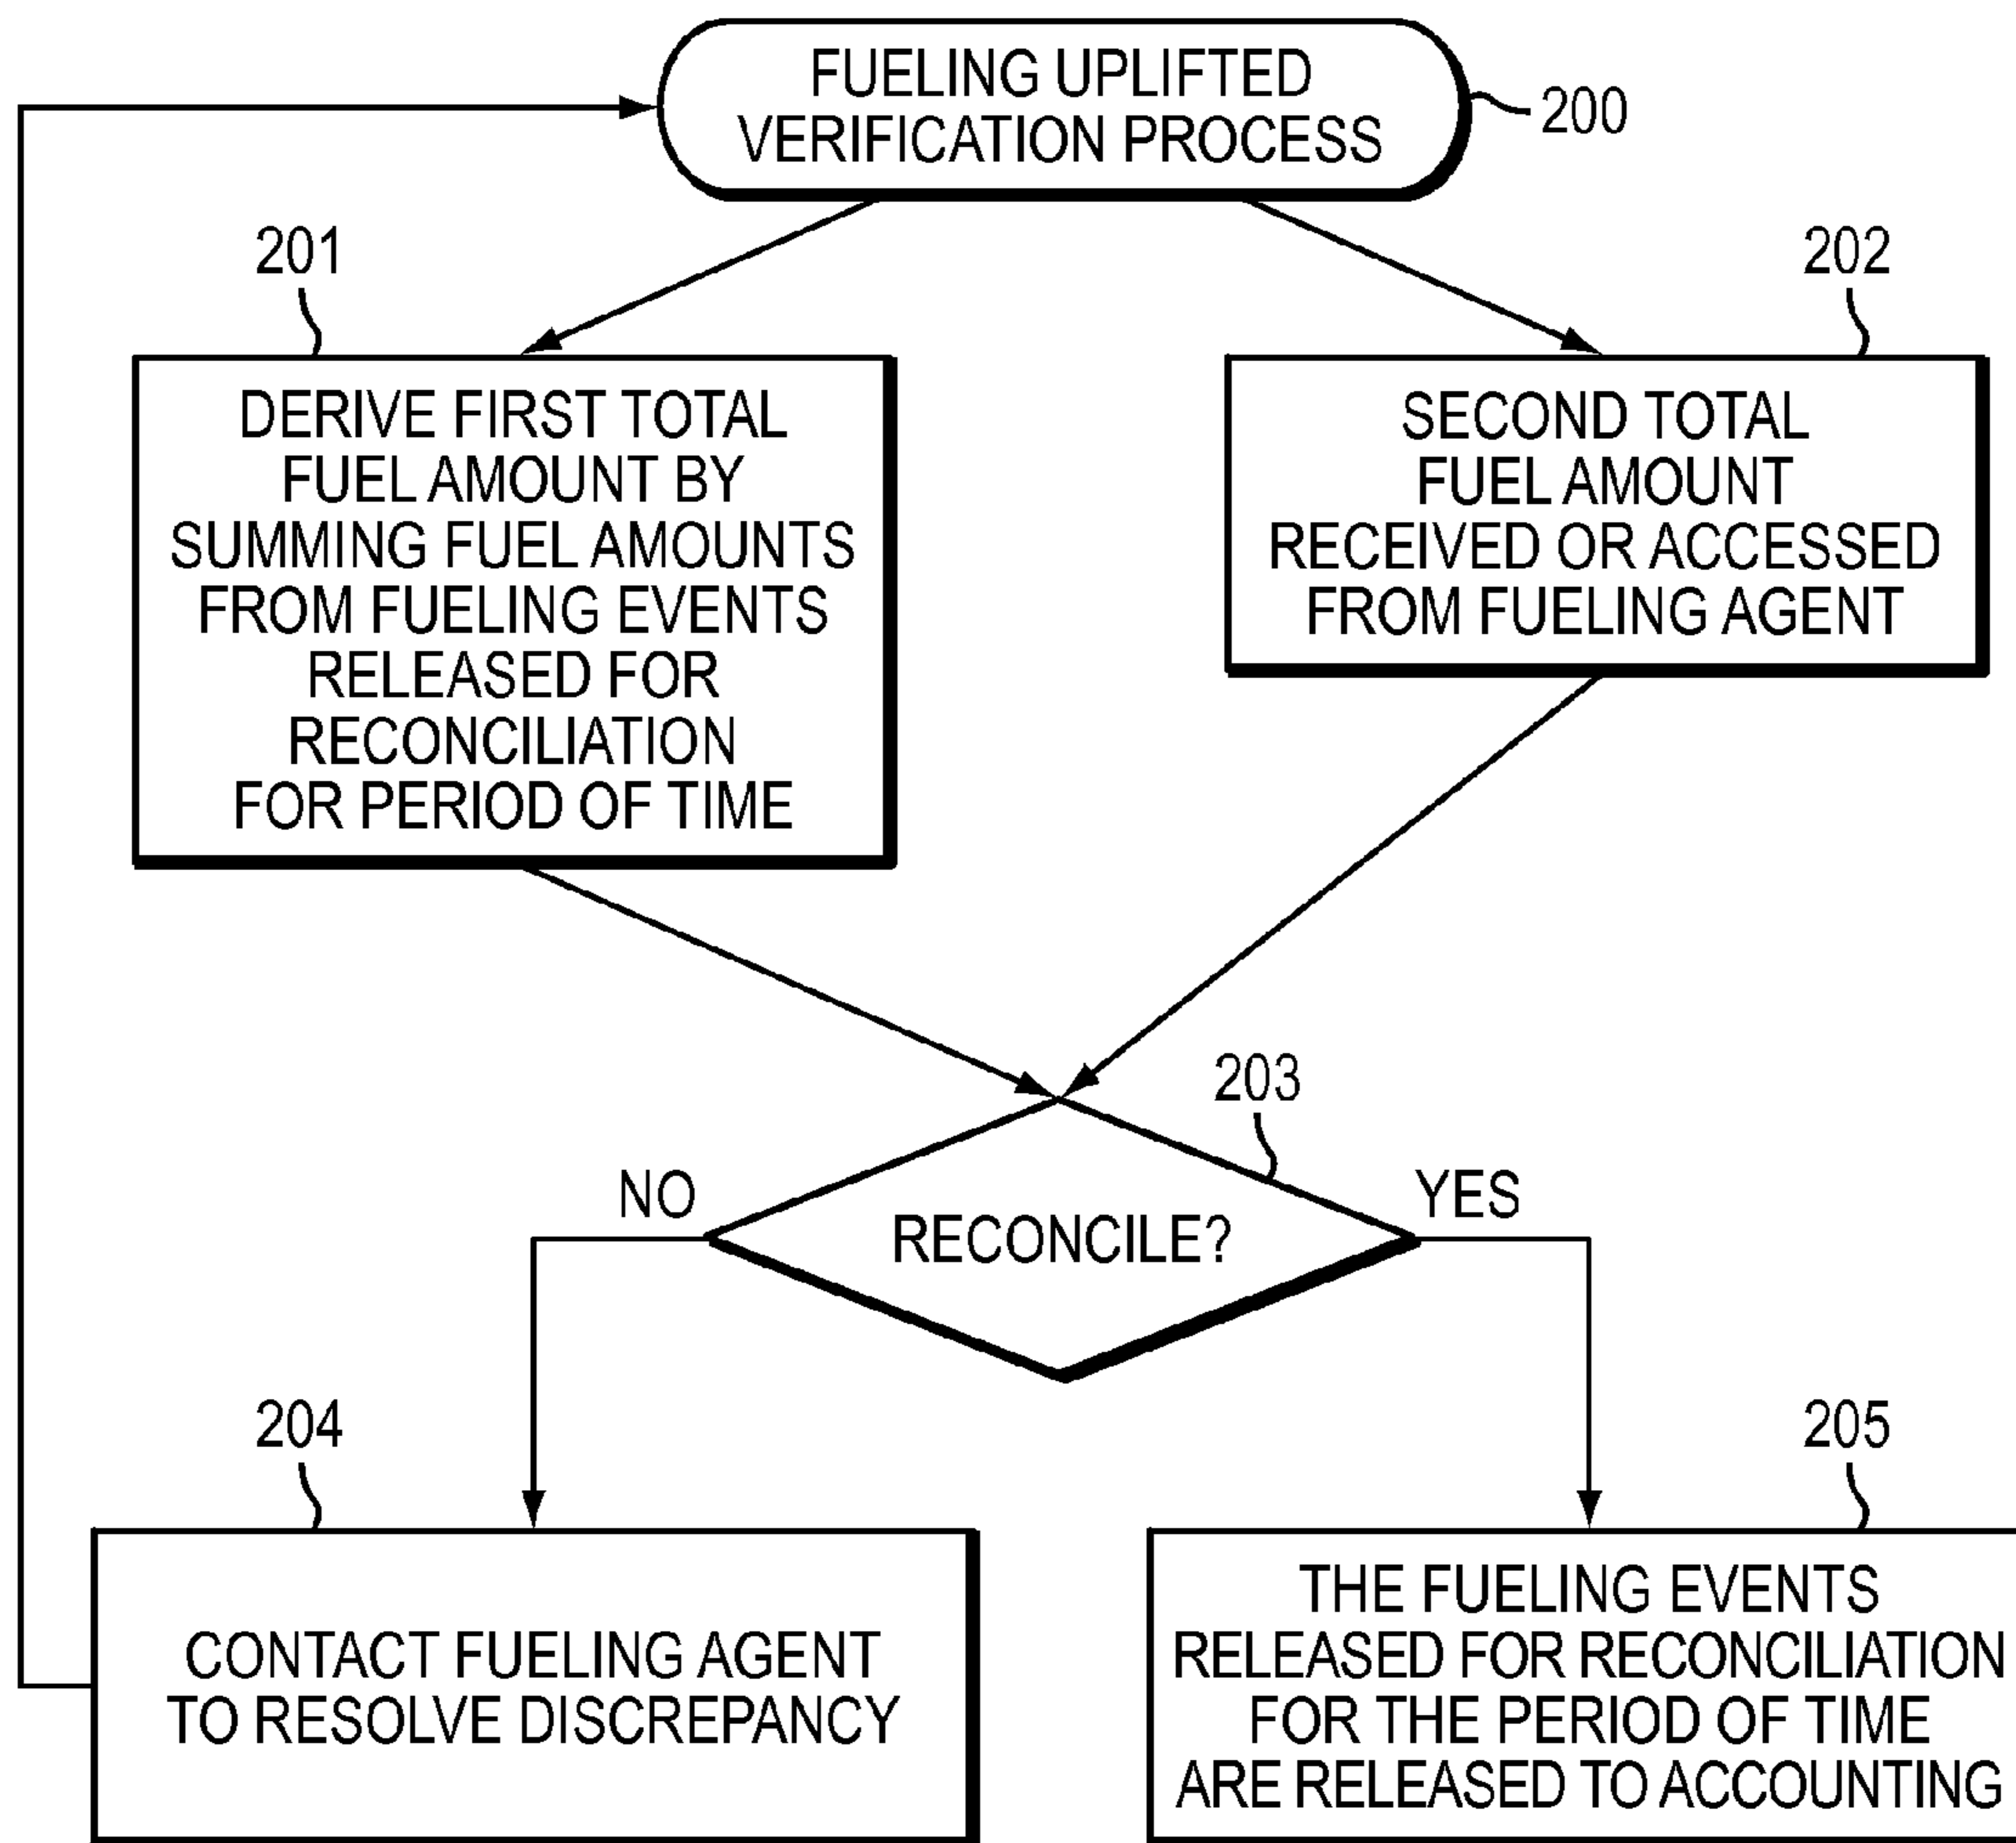 FUELING UPLIFTED
VERIFICATION PROCESS
200
201
202
DERIVE FIRST TOTAL
FUEL AMOUNT BY
SUMMING FUEL AMOUNTS
FROM FUELING EVENTS
RELEASED FOR
RECONCILIATION
FOR PERIOD OF TIME
SECOND TOTAL
FUEL AMOUNT
RECEIVED OR ACCESSED
FROM FUELING AGENT
203
NO
YES
RECONCILE?
204
205
CONTACT FUELING AGENT
TO RESOLVE DISCREPANCY
THE FUELING EVENTS
RELEASED FOR RECONCILIATION
FOR THE PERIOD OF TIME
ARE RELEASED TO ACCOUNTING